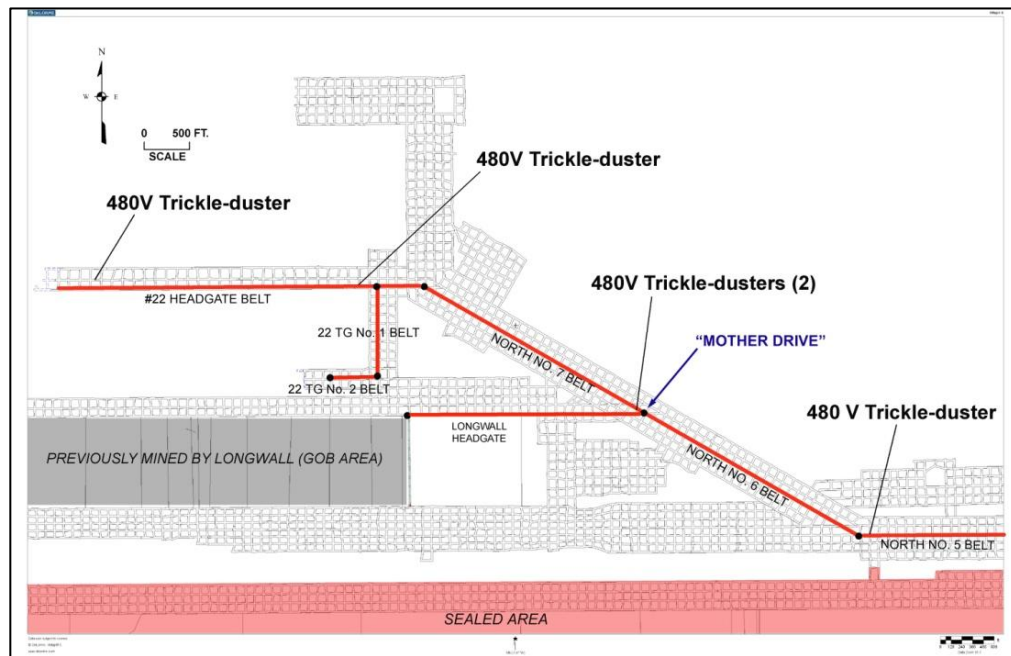 N
W
E
0 500 FT.
SCALE
480V Trickle-duster
480V Trickle-duster
#22 HEADGATE BELT
480V Trickle-dusters (2)
22 TG No. 1 BELT
NORTH NO. 7 BELT
“MOTHER DRIVE”
22 TG No. 2 BELT
480 V Trickle-duster
LONGWALL
HEADGATE
PREVIOUSLY MINED BY LONGWALL (GOB AREA)
NORTH NO. 6 BELT
NORTH NO. 5 BELT
SEALED AREA